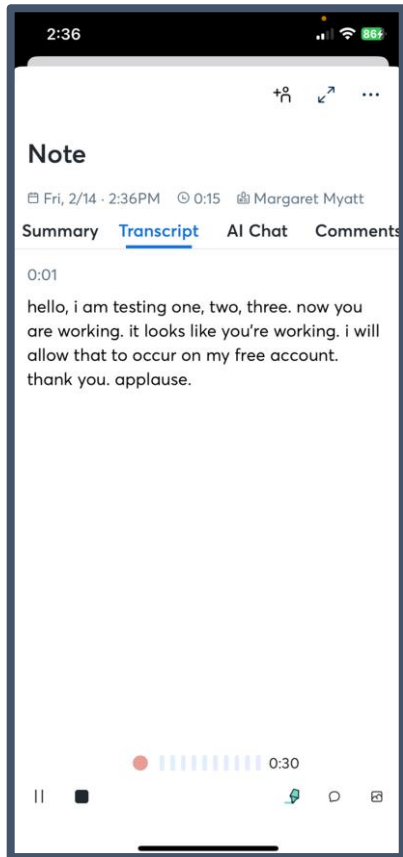 2:36
86
Note
Fri, 2/14 · 2:36PM 0:15 Margaret Myatt
Summary Transcript AI Chat Comments
0:01
hello, i am testing one, two, three. now you
are working. it looks like you're working. i will
allow that to occur on my free account.
thank you. applause.
0:30